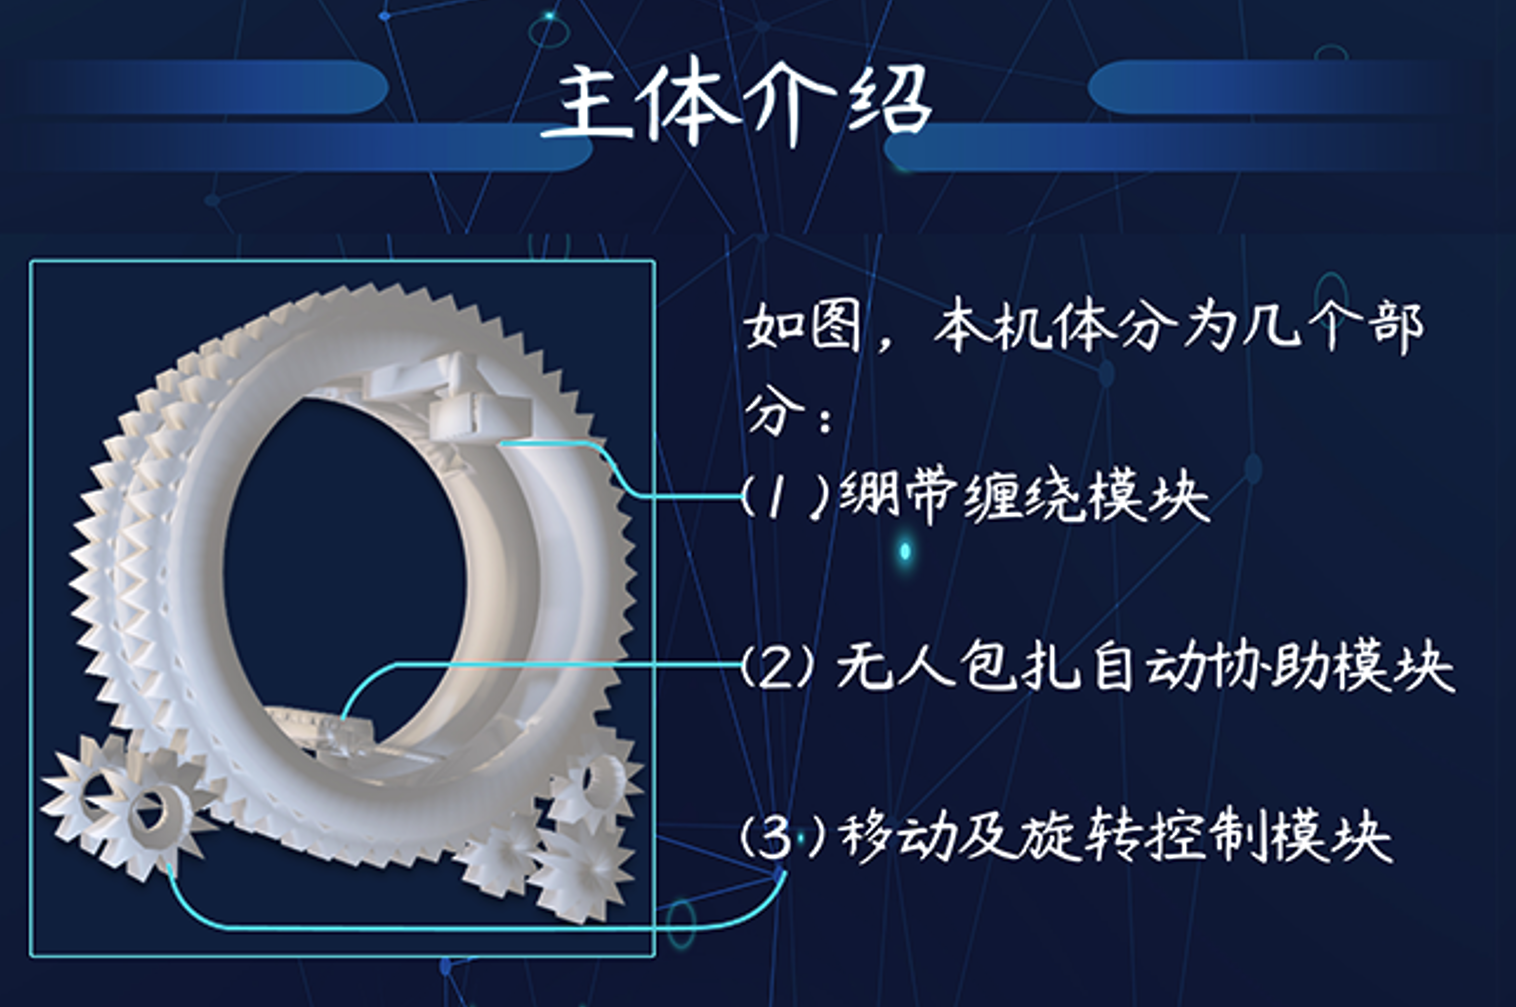 主体介绍
如图，本机体分为几个部
分：
(1)绷带缠绕模块
(2)无人包扎自动协助模块
(3)移动及旋转控制模块